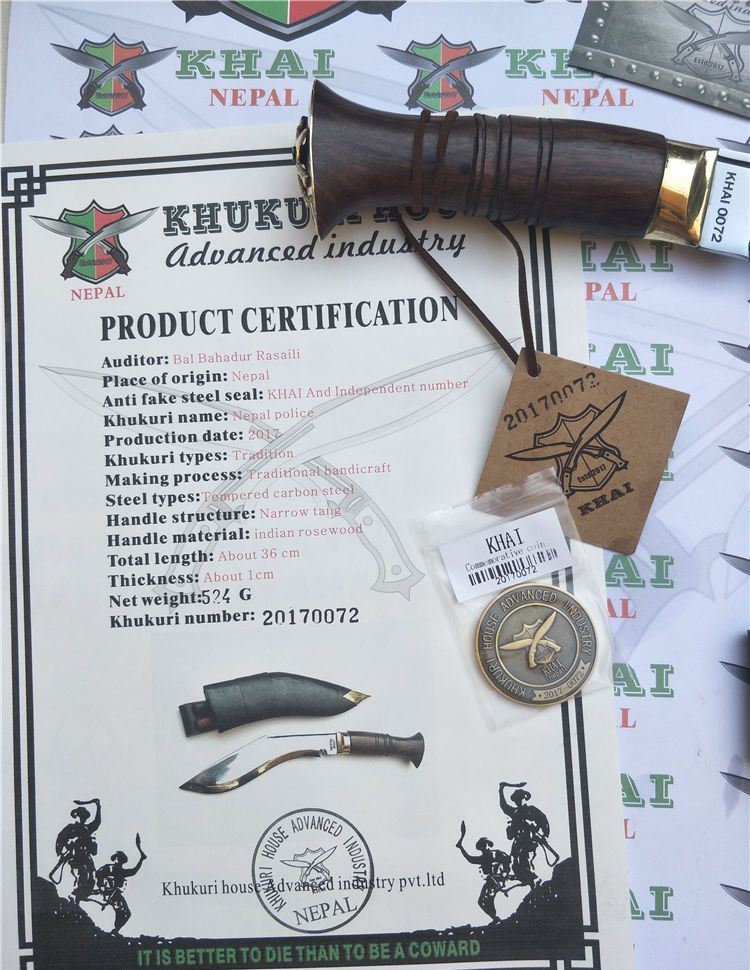 KHAI
NEPAL
KHAI
NEPAL
Estd:2017
KHAI 0072
Advanced industry
NEPAL
PRODUCT CERTIFICATION
Auditor: Bal Bahadur Rasaili
Place of origin: Nepal
Anti fake steel seal: KHAI And Independent number
Khukuri name: Nepal police
Production date: 2017
Khukuri types: Tradition
Making process: Traditional handicraft
Steel types: Tempered carbon steel
Handle structure: Narrow tang
Handle material: indian rosewood
Total length: About 36 cm
Thickness: About 1cm
Net weight:524 G
Khukuri number: 20170072
20170072
Estd:2017
KHAI
KHAI
Commemorative coin
20170072
KHUKURI HOUSE ADVANCED INDUSTRY
KHAI
NEPAL
2017-0072
KHUKURI HOUSE ADVANCED INDUSTRY
NEPAL
Khukuri house Advanced industry pvt.ltd
IT IS BETTER TO DIE THAN TO BE A COWARD